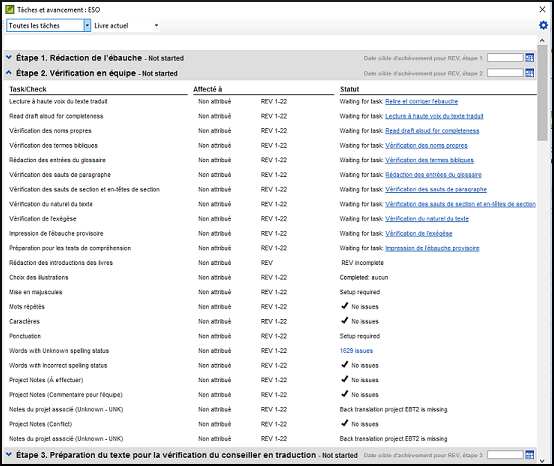 Tâches et avancement : ESO
Toutes les tâches Livre actuel
Étape 1. Rédaction de l'ébauche - Not started Date cible d'achèvement pour REV, étape 1
Étape 2. Vérification en équipe - Not started Date cible d'achèvement pour REV, étape 2
Task/Check Affecté à Statut
Lecture à haute voix du texte traduit Non attribué REV 1-22 Waiting for task: Relire et corriger l'ebauche
Read draft aloud for completeness Non attribué REV 1-22 Waiting for task: Lecture à haute voix du texte traduit
Vérification des noms propres Non attribué REV 1-22 Waiting for task: Read draft aloud for completeness
Vérification des termes bibliques Non attribué REV 1-22 Waiting for task: Vérification des noms propres
Rédaction des entrées du glossaire Non attribué REV 1-22 Waiting for task: Vérification des termes bibliques
Vérification des sauts de paragraphe Non attribué REV 1-22 Waiting for task: Rédaction des entrées du glossaire
Vérification des sauts de section et en-têtes de section Non attribué REV 1-22 Waiting for task: Vérification des sauts de paragraphe
Vérification du naturel du texte Non attribué REV 1-22 Waiting for task: Vérification des sauts de section et en-têtes de section
Vérification de l'exégèse Non attribué REV 1-22 Waiting for task: Vérification du naturel du texte
Impression de l'ébauche provisoire Non attribué REV 1-22 Waiting for task: Vérification de l'exégèse
Préparation pour les tests de compréhension Non attribué REV 1-22 Waiting for task: Impression de l'ébauche provisoire
Rédaction des introductions des livres Non attribué REV REV incomplete
Choix des illustrations Non attribué REV 1-22 Completed: aucun
Mise en majuscules Non attribué REV 1-22 Setup required
Mots répétés Non attribué REV 1-22 No issues
Caractères Non attribué REV 1-22 No issues
Ponctuation Non attribué REV 1-22 Setup required
Words with Unknown spelling status Non attribué REV 1-22 1629 issues
Words with Incorrect spelling status Non attribué REV 1-22 No issues
Project Notes (À effectuer) Non attribué REV 1-22 No issues
Project Notes (Commentaire pour l'équipe) Non attribué REV 1-22 No issues
Notes du projet associé (Unknown - UNK) Non attribué REV 1-22 Back translation project EBT2 is missing
Project Notes (Conflict) Non attribué REV 1-22 No issues
Notes du projet associé (Unknown - UNK) Non attribué REV 1-22 Back translation project EBT2 is missing
Étape 3. Préparation du texte pour la vérification du conseiller en traduction - Not started Date cible d'achèvement pour REV, étape 3